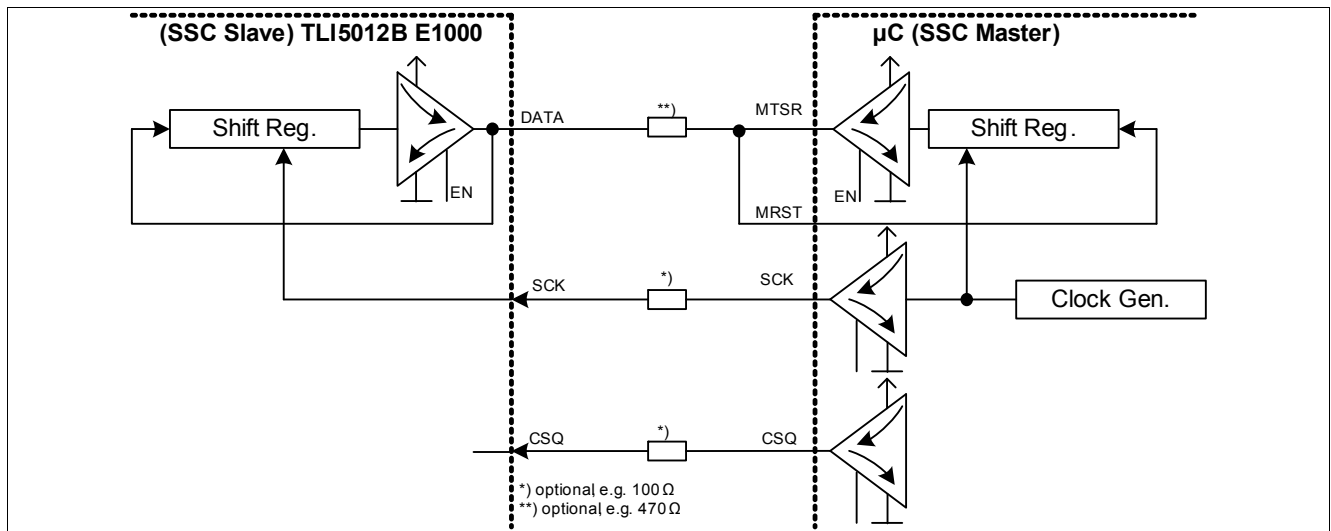 (SSC Slave) TLI5012B E1000
µC (SSC Master)
Shift Reg.
EN
DATA
**)
MTSR
Shift Reg.
EN
MRST
SCK
*)
SCK
Clock Gen.
CSQ
*)
CSQ
*) optional, e.g. 100 Ω
**) optional, e.g. 470 Ω